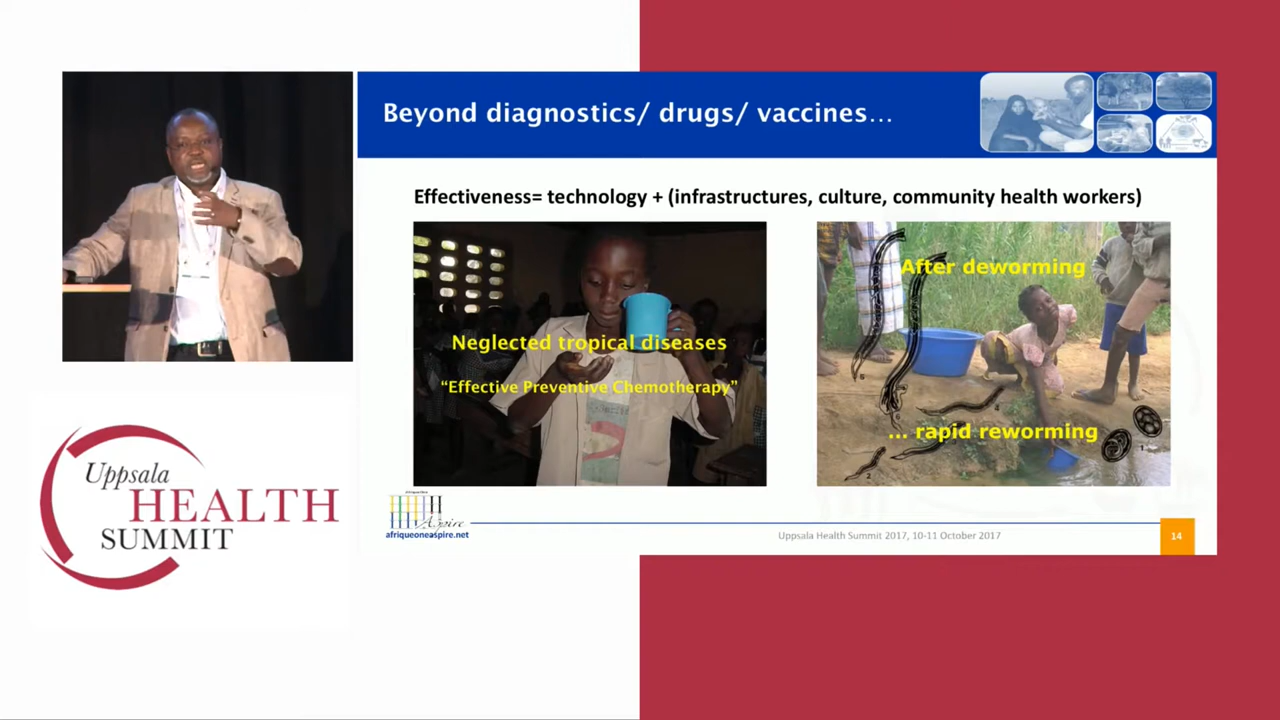 Beyond diagnostics/ drugs/ vaccines…
Effectiveness= technology + (infrastructures, culture, community health workers)
Neglected tropical diseases
“Effective Preventive Chemotherapy”
After deworming
... rapid reworming
Uppsala
HEALTH
SUMMIT
Aspire
afriqueoneaspire.net
Uppsala Health Summit 2017, 10-11 October 2017
14